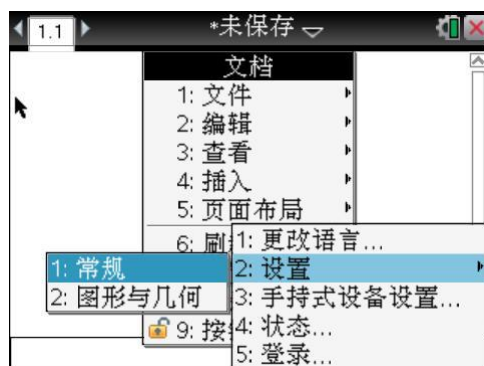 1.1 *未保存
文档
1: 文件
2: 编辑
3: 查看
4: 插入
5: 页面布局
6: 刷
9: 按
1: 更改语言...
2: 设置
3: 手持式设备设置...
4: 状态...
5: 登录...
1: 常规
2: 图形与几何